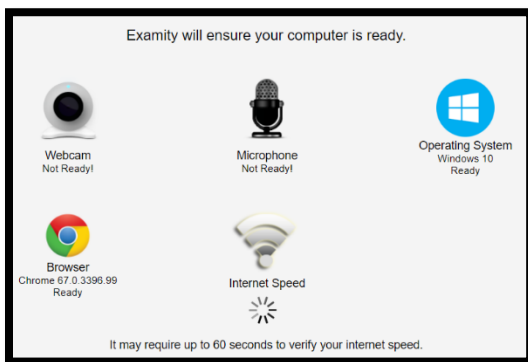 Examity will ensure your computer is ready.
Webcam
Not Ready!
Microphone
Not Ready!
Operating System
Windows 10
Ready
Browser
Chrome 67.0.3396.99
Ready
Internet Speed
It may require up to 60 seconds to verify your internet speed.